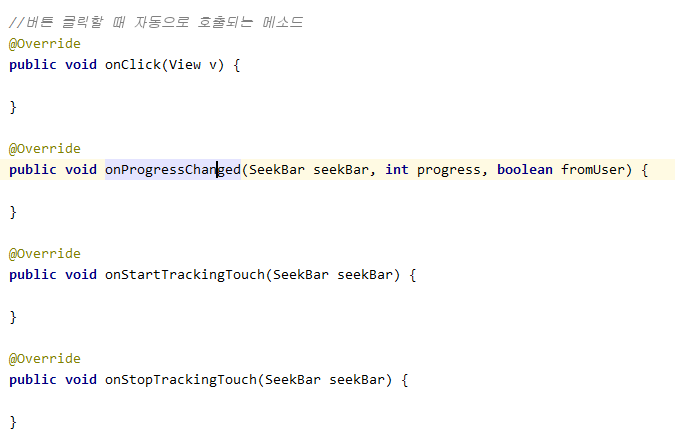 //버튼 클릭할 때 자동으로 호출되는 메소드
@Override
public void onClick(View v) {
}
@Override
public void onProgressChanged(SeekBar seekBar, int progress, boolean fromUser) {
}
@Override
public void onStartTrackingTouch(SeekBar seekBar) {
}
@Override
public void onStopTrackingTouch(SeekBar seekBar) {
}